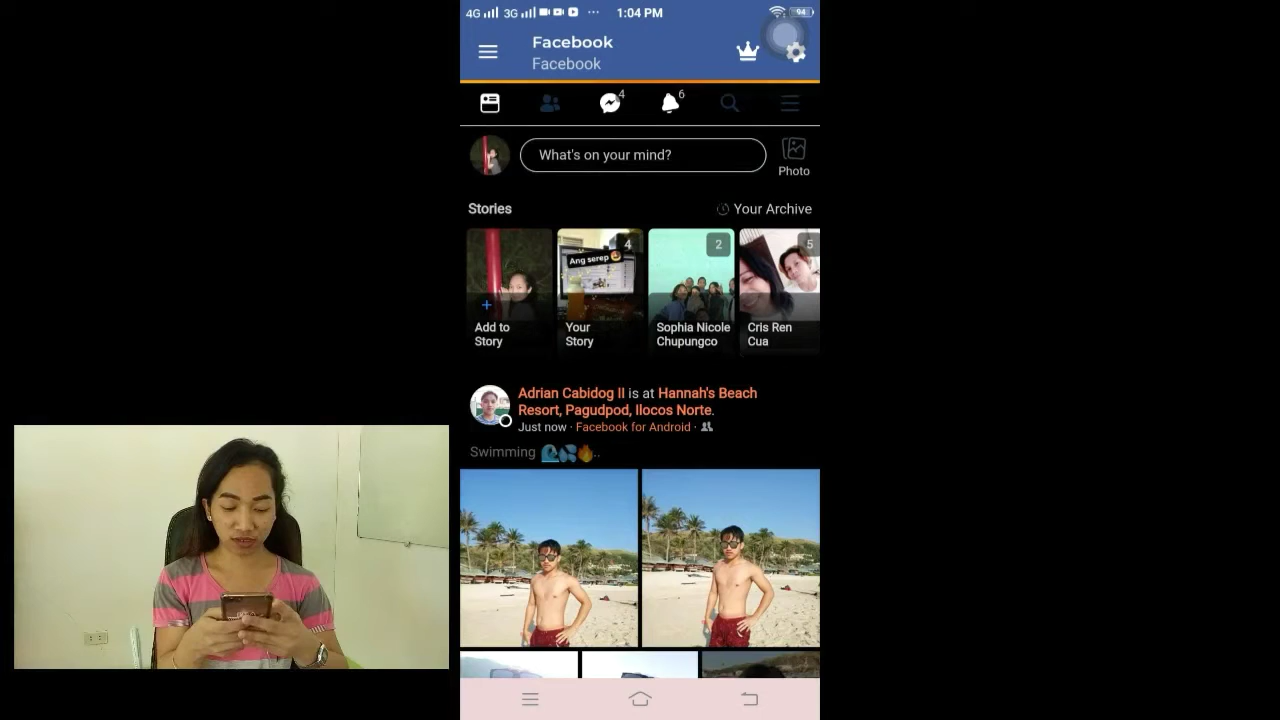 4G 3G 1:04 PM 94
Facebook
Facebook
4 6
What's on your mind?
Photo
Stories Your Archive
4 2 5
Ang serep
Add to Story
Your Story
Sophia Nicole Chupungco
Cris Ren Cua
Adrian Cabidog II is at Hannah's Beach
Resort, Pagudpod, Ilocos Norte.
Just now · Facebook for Android ·
Swimming 🌊💦🔥..